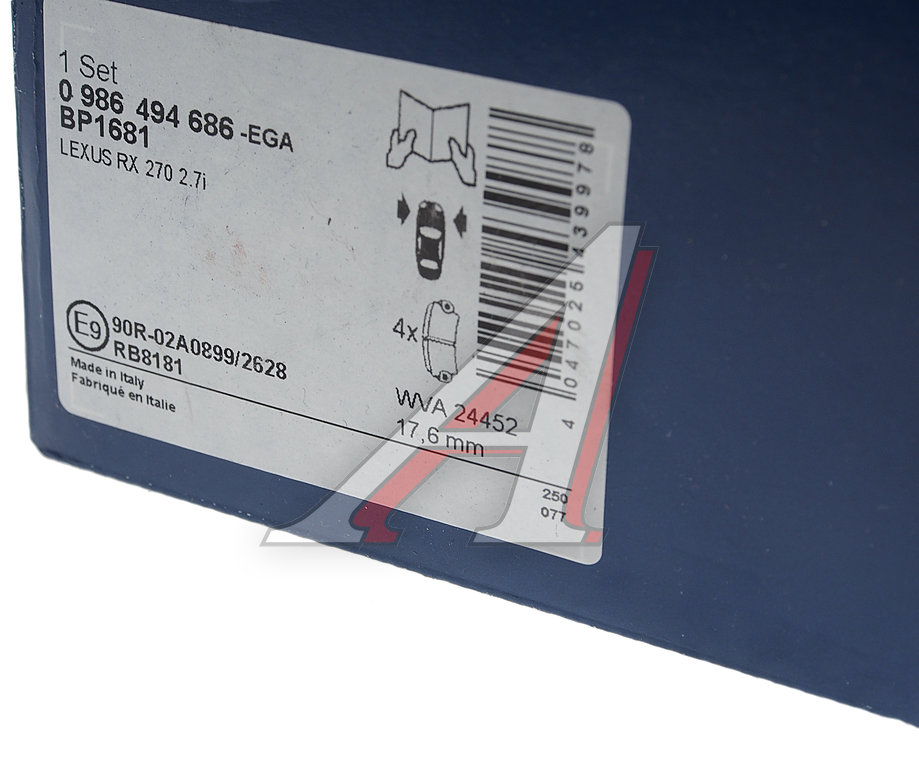 1 Set
0 986 494 686 -EGA
BP1681
LEXUS RX 270 2.7i
E9
90R-02A0899/2628
RB8181
Made in Italy
Fabriqué en Italie
4x
WVA 24452
17,6 mm
250
077
4 047025 439978